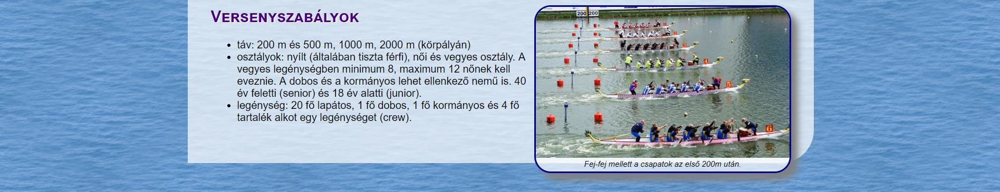 VERSENYSZABÁLYOK
• táv: 200 m és 500 m, 1000 m, 2000 m (körpályán)
• osztályok: nyílt (általában tiszta férfi), női és vegyes osztály. A
vegyes legénységben minimum 8, maximum 12 nőnek kell
eveznie. A dobos és a kormányos lehet ellenkező nemű is. 40
év feletti (senior) és 18 év alatti (junior).
• legénység: 20 fő lapátos, 1 fő dobos, 1 fő kormányos és 4 fő
tartalék alkot egy legénységet (crew).
200 200
1
2
3
4
5
6
Fej-fej mellett a csapatok az első 200m után.